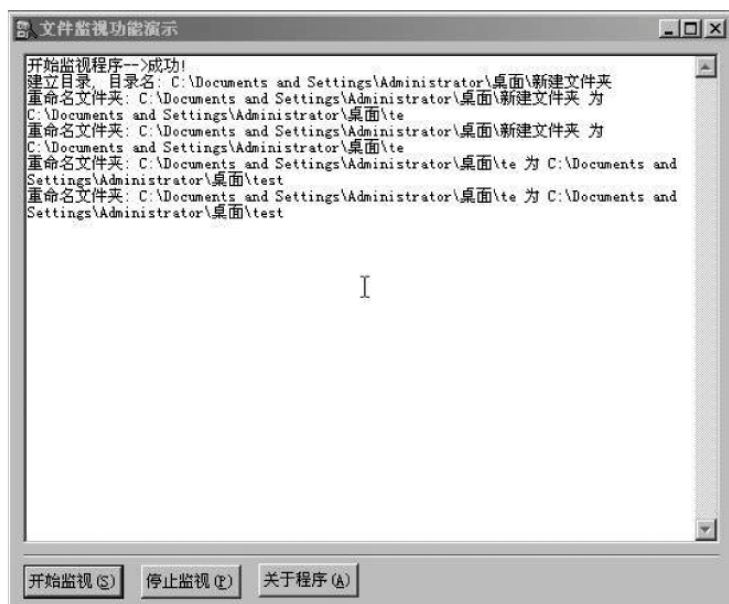 文件监视功能演示
开始监视程序-->成功!
建立目录, 目录名: C:\Documents and Settings\Administrator\桌面\新建文件夹
重命名文件夹: C:\Documents and Settings\Administrator\桌面\新建文件夹 为
C:\Documents and Settings\Administrator\桌面\te
重命名文件夹: C:\Documents and Settings\Administrator\桌面\新建文件夹 为
C:\Documents and Settings\Administrator\桌面\te
重命名文件夹: C:\Documents and Settings\Administrator\桌面\te 为 C:\Documents and
Settings\Administrator\桌面\test
重命名文件夹: C:\Documents and Settings\Administrator\桌面\te 为 C:\Documents and
Settings\Administrator\桌面\test
开始监视(S) 停止监视(P) 关于程序(A)